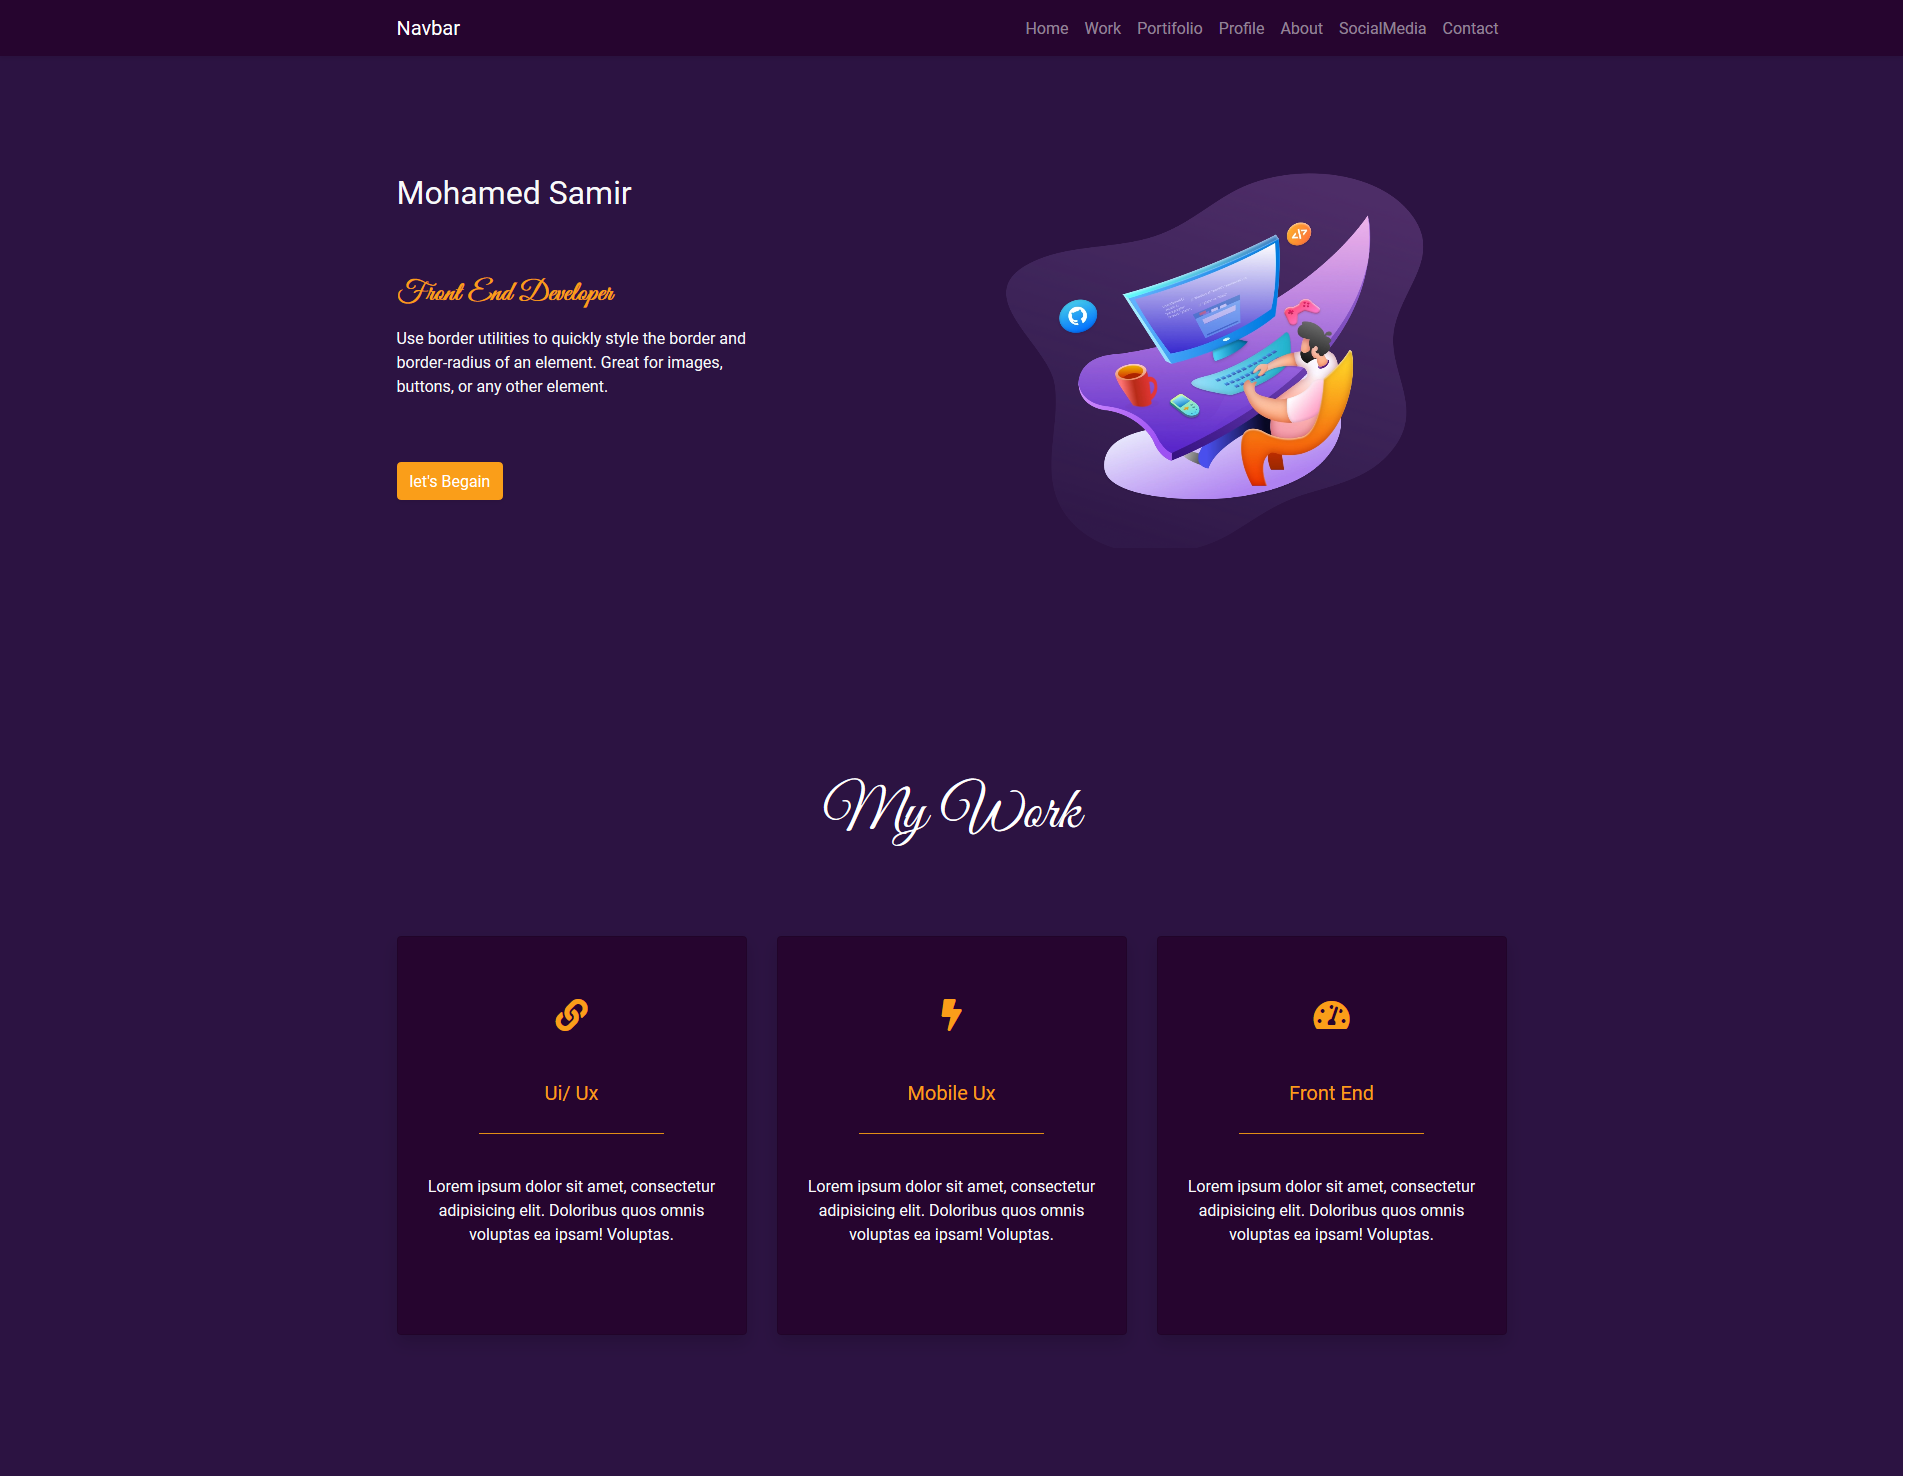 Navbar
Home Work Portifolio Profile About SocialMedia Contact
Mohamed Samir
Front End Developer
Use border utilities to quickly style the border and
border-radius of an element. Great for images,
buttons, or any other element.
let's Begain
My Work
Ui/ Ux
Lorem ipsum dolor sit amet, consectetur
adipisicing elit. Doloribus quos omnis
voluptas ea ipsam! Voluptas.
Mobile Ux
Lorem ipsum dolor sit amet, consectetur
adipisicing elit. Doloribus quos omnis
voluptas ea ipsam! Voluptas.
Front End
Lorem ipsum dolor sit amet, consectetur
adipisicing elit. Doloribus quos omnis
voluptas ea ipsam! Voluptas.